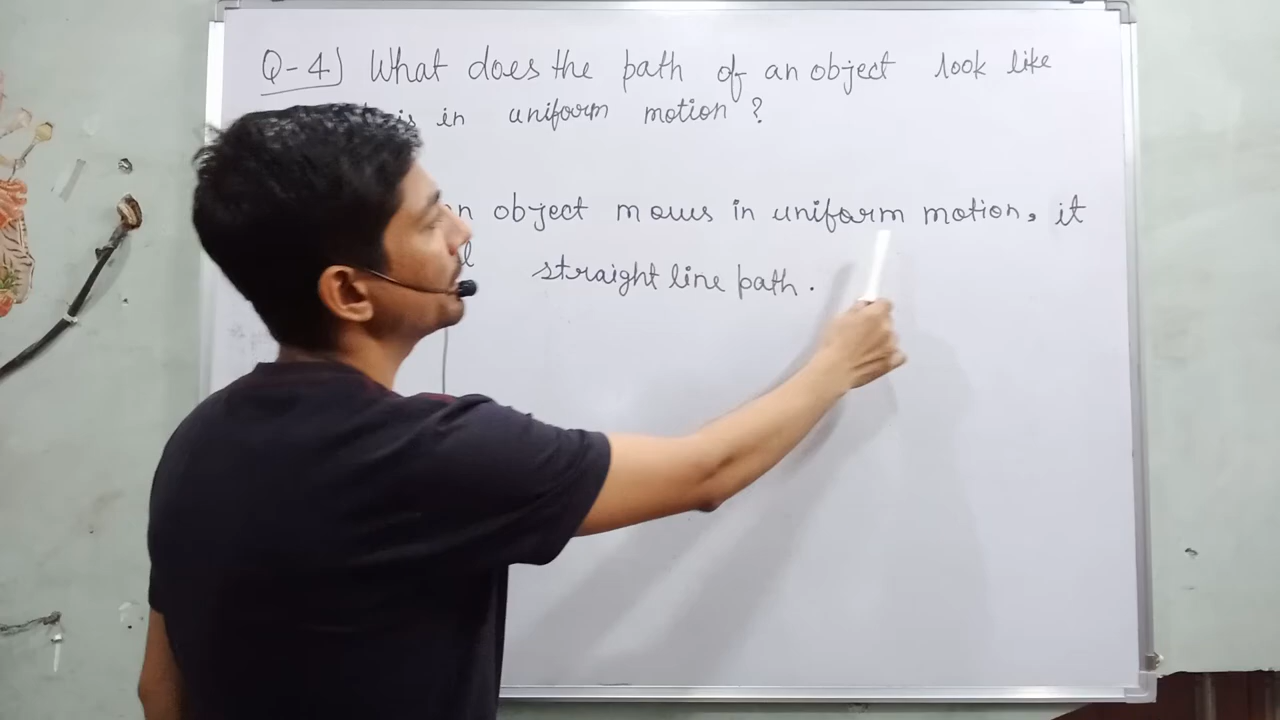 Q-4) What does the path of an object look like
is in uniform motion ?
object moves in uniform motion, it
straight line path.